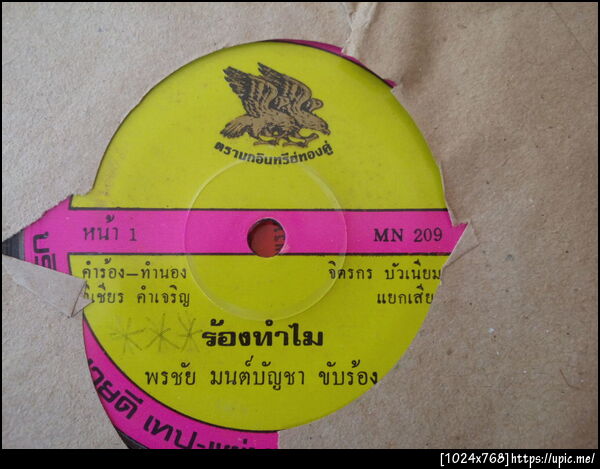 ตรานกอินทรีย์ทองคู่
หน้า 1
MN 209
คำร้อง–ทำนอง
จิตรกร บัวเนียม
คำเจริญ
แยกเสีย
ร้องทำไม
พรชัย มนต์บัญชา ขับร้อง
เทป-แผ่
[1024x768]https://upic.me/